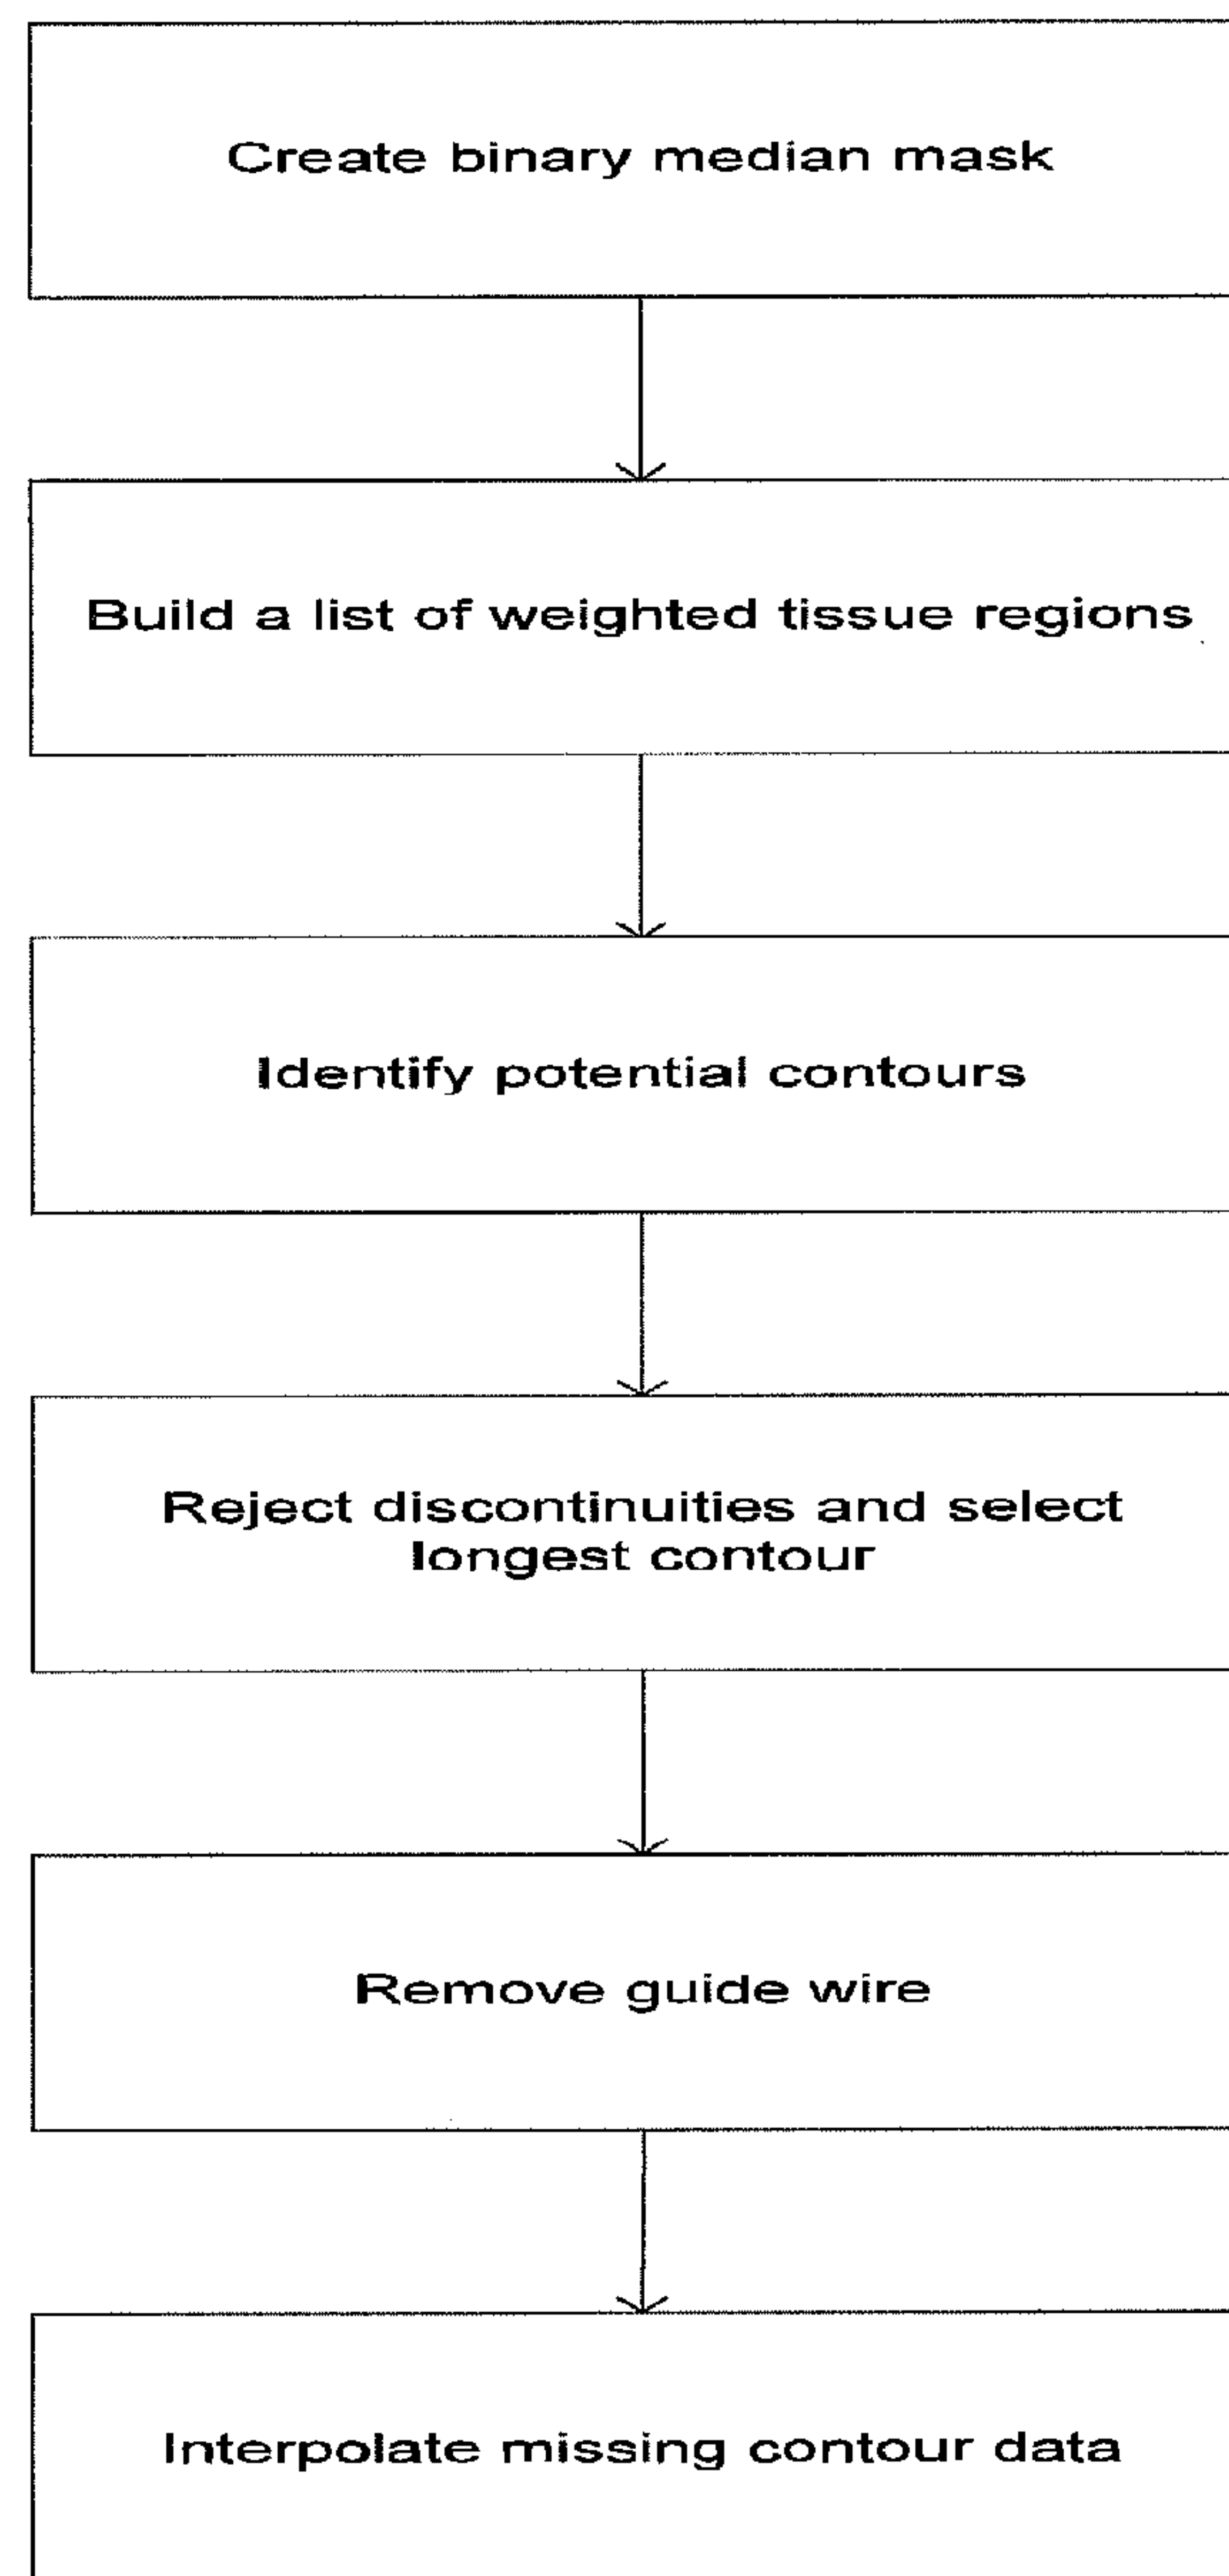 Create binary median mask
Build a list of weighted tissue regions
Identify potential contours
Reject discontinuities and select
longest contour
Remove guide wire
Interpolate missing contour data